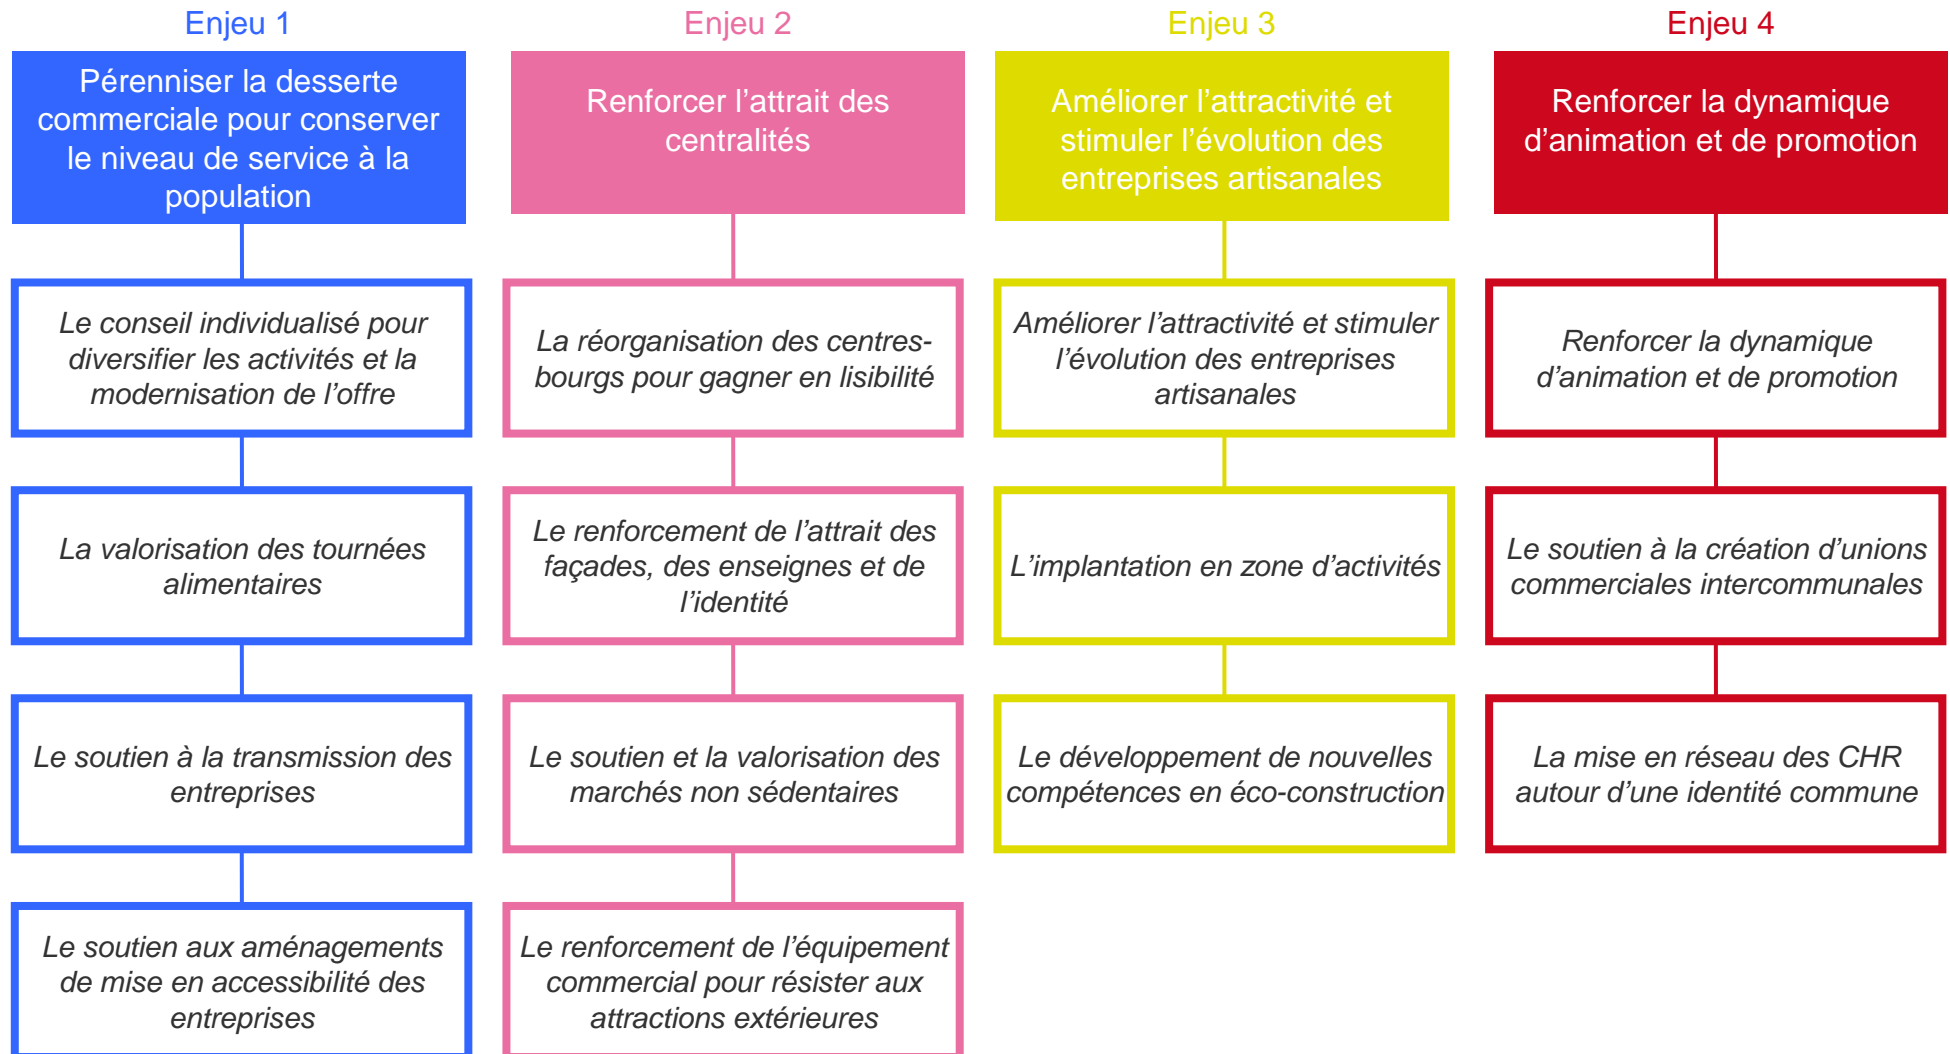 Enjeu 1
Pérenniser la desserte
commerciale pour conserver
le niveau de service à la
population
Le conseil individualisé pour
diversifier les activités et la
modernisation de l’offre
La valorisation des tournées
alimentaires
Le soutien à la transmission des
entreprises
Le soutien aux aménagements
de mise en accessibilité des
entreprises
Enjeu 2
Renforcer l’attrait des
centralités
La réorganisation des centres-
bourgs pour gagner en lisibilité
Le renforcement de l’attrait des
façades, des enseignes et de
l’identité
Le soutien et la valorisation des
marchés non sédentaires
Le renforcement de l’équipement
commercial pour résister aux
attractions extérieures
Enjeu 3
Améliorer l’attractivité et
stimuler l’évolution des
entreprises artisanales
Améliorer l’attractivité et stimuler
l’évolution des entreprises
artisanales
L’implantation en zone d’activités
Le développement de nouvelles
compétences en éco-construction
Enjeu 4
Renforcer la dynamique
d’animation et de promotion
Renforcer la dynamique
d’animation et de promotion
Le soutien à la création d’unions
commerciales intercommunales
La mise en réseau des CHR
autour d’une identité commune